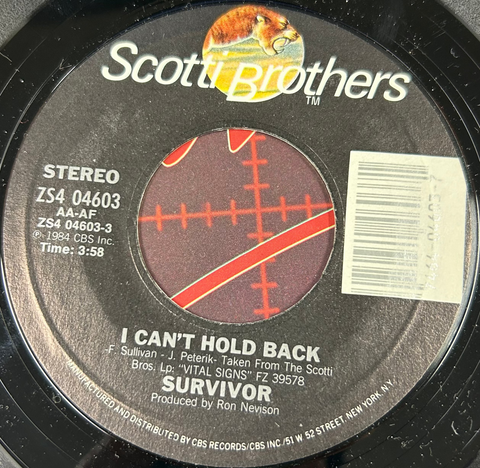 Scotti Brothers
TM
STEREO
ZS4 04603
AA-AF
ZS4 04603-3
℗ 1984 CBS Inc.
Time: 3:58
I CAN'T HOLD BACK
-F. Sullivan - J. Peterik- Taken From The Scotti
Bros. Lp: "VITAL SIGNS" FZ 39578
SURVIVOR
Produced by Ron Nevison
MANUFACTURED AND DISTRIBUTED BY CBS RECORDS/CBS INC./51 W 52 STREET, NEW YORK, N.Y.